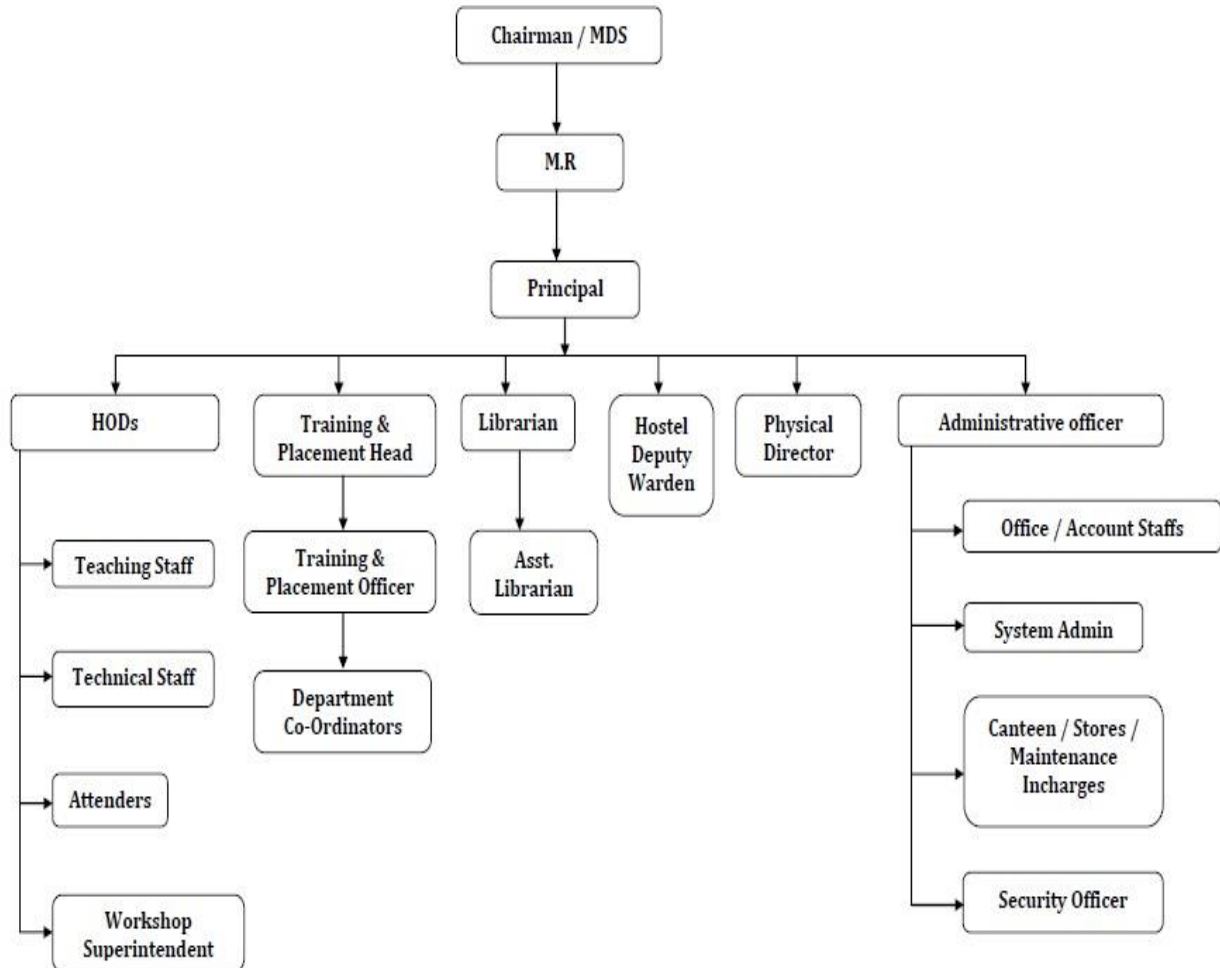 Chairman / MDS
M.R
Principal
HODs
Training &
Placement Head
Librarian
Hostel
Deputy
Warden
Physical
Director
Administrative officer
Teaching Staff
Technical Staff
Attenders
Workshop
Superintendent
Training &
Placement Officer
Department
Co-Ordinators
Asst.
Librarian
Office / Account Staffs
System Admin
Canteen / Stores /
Maintenance
Incharges
Security Officer